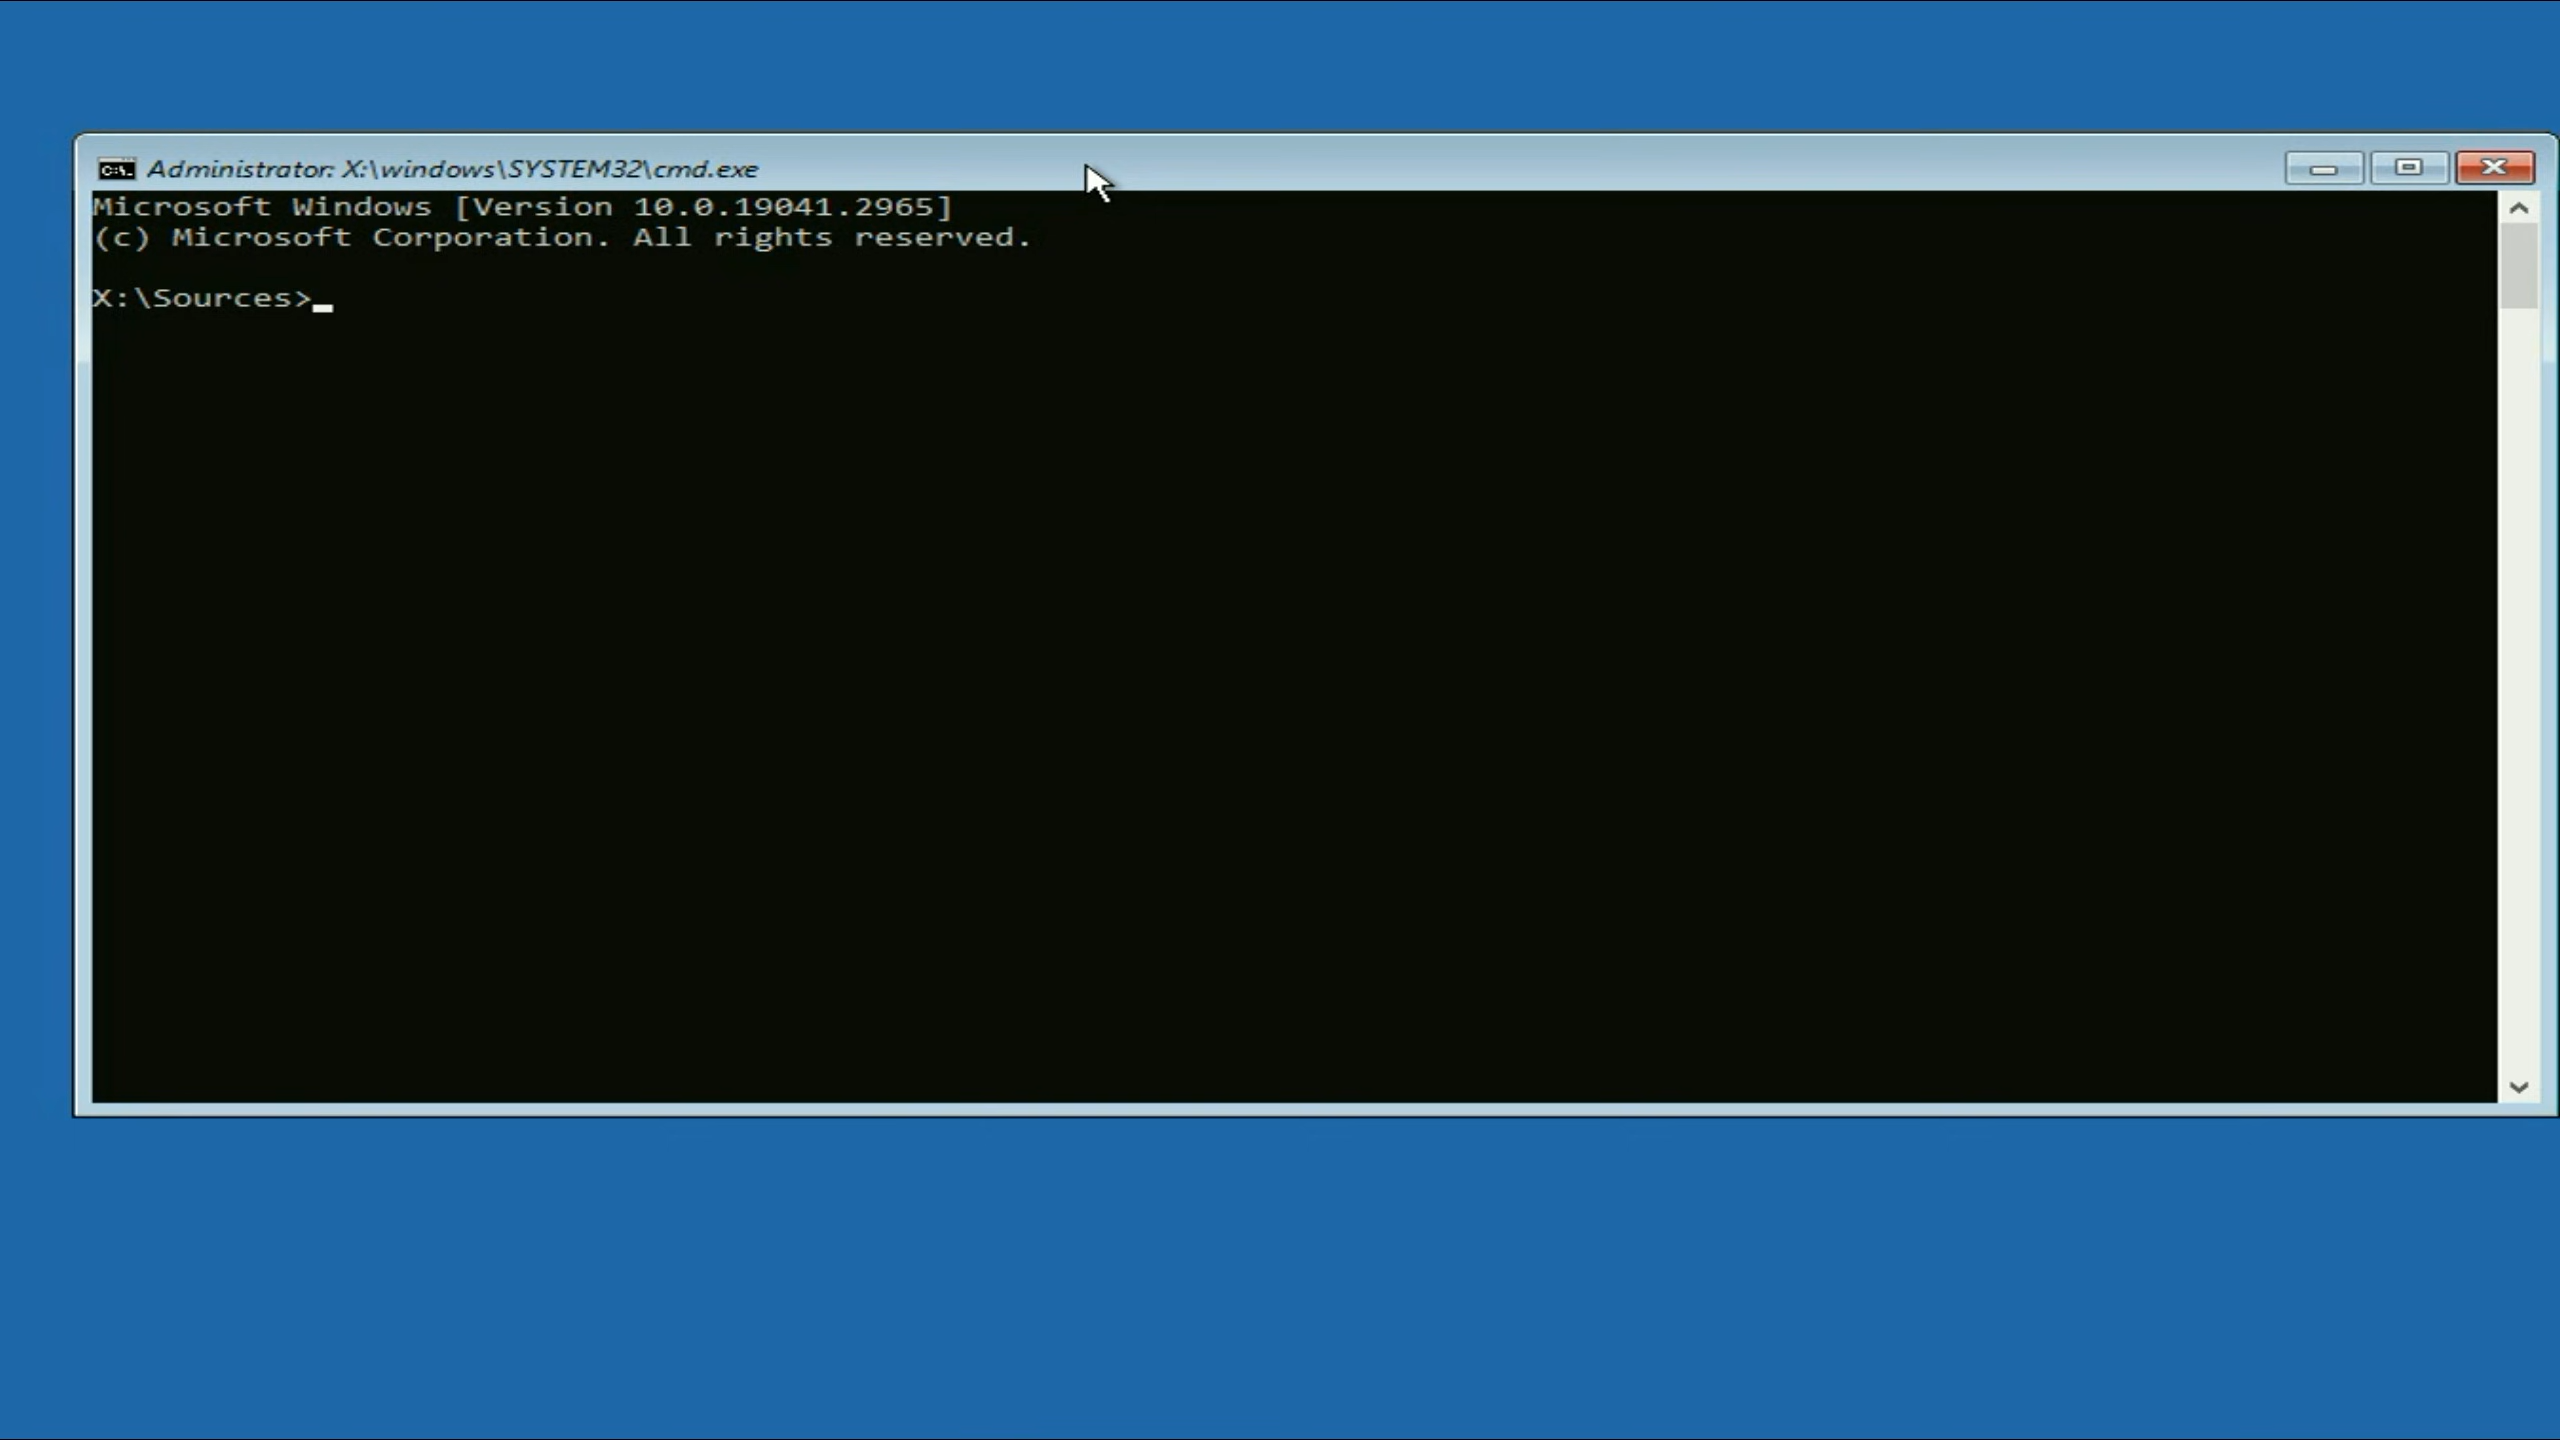 Administrator: X:\windows\SYSTEM32\cmd.exe
Microsoft Windows [Version 10.0.19041.2965]
(c) Microsoft Corporation. All rights reserved.
X:\Sources>